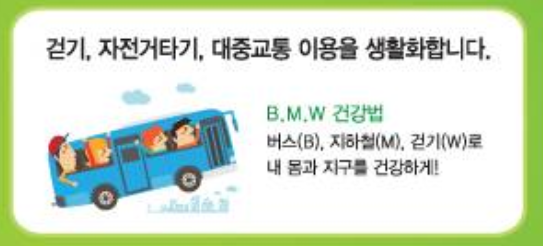 걷기, 자전거타기, 대중교통 이용을 생활화합니다.
B.M.W 건강법
버스(B), 지하철(M), 걷기(W)로
내 몸과 지구를 건강하게!